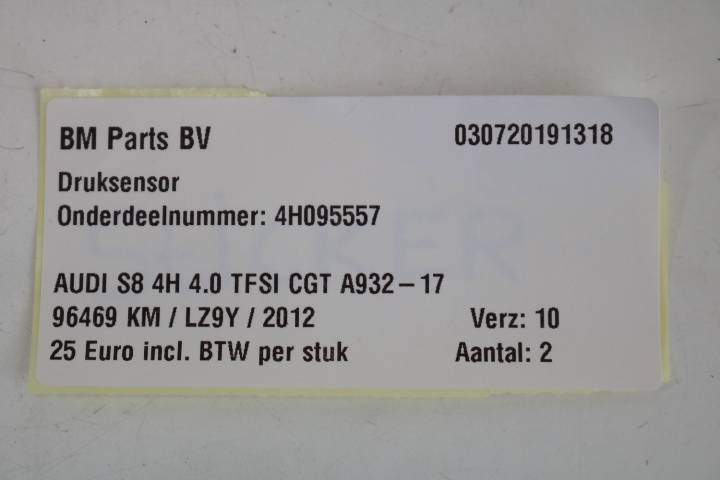 BM Parts BV 030720191318
Druksensor
Onderdeelnummer: 4H095557
STICKER
AUDI S8 4H 4.0 TFSI CGT A932-17
96469 KM / LZ9Y / 2012 Verz: 10
25 Euro incl. BTW per stuk Aantal: 2